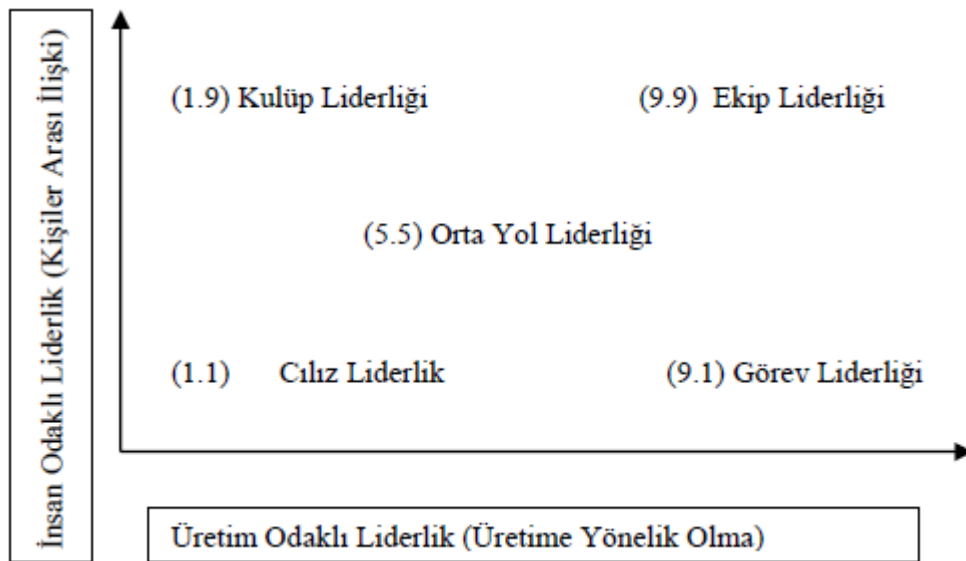 İnsan Odaklı Liderlik (Kişiler Arası İlişki)
(1.9) Kulüp Liderliği
(9.9) Ekip Liderliği
(5.5) Orta Yol Liderliği
(1.1) Cılız Liderlik
(9.1) Görev Liderliği
Üretim Odaklı Liderlik (Üretime Yönelik Olma)